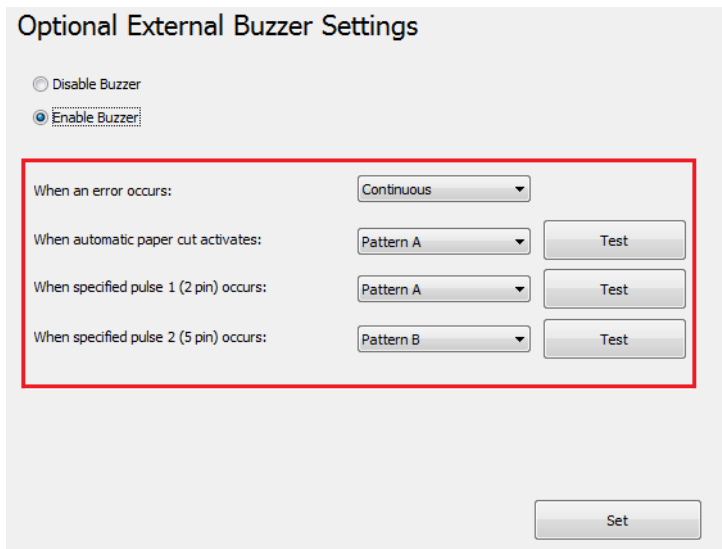 Optional External Buzzer Settings
Disable Buzzer
Enable Buzzer
When an error occurs: Continuous
When automatic paper cut activates: Pattern A Test
When specified pulse 1 (2 pin) occurs: Pattern A Test
When specified pulse 2 (5 pin) occurs: Pattern B Test
Set